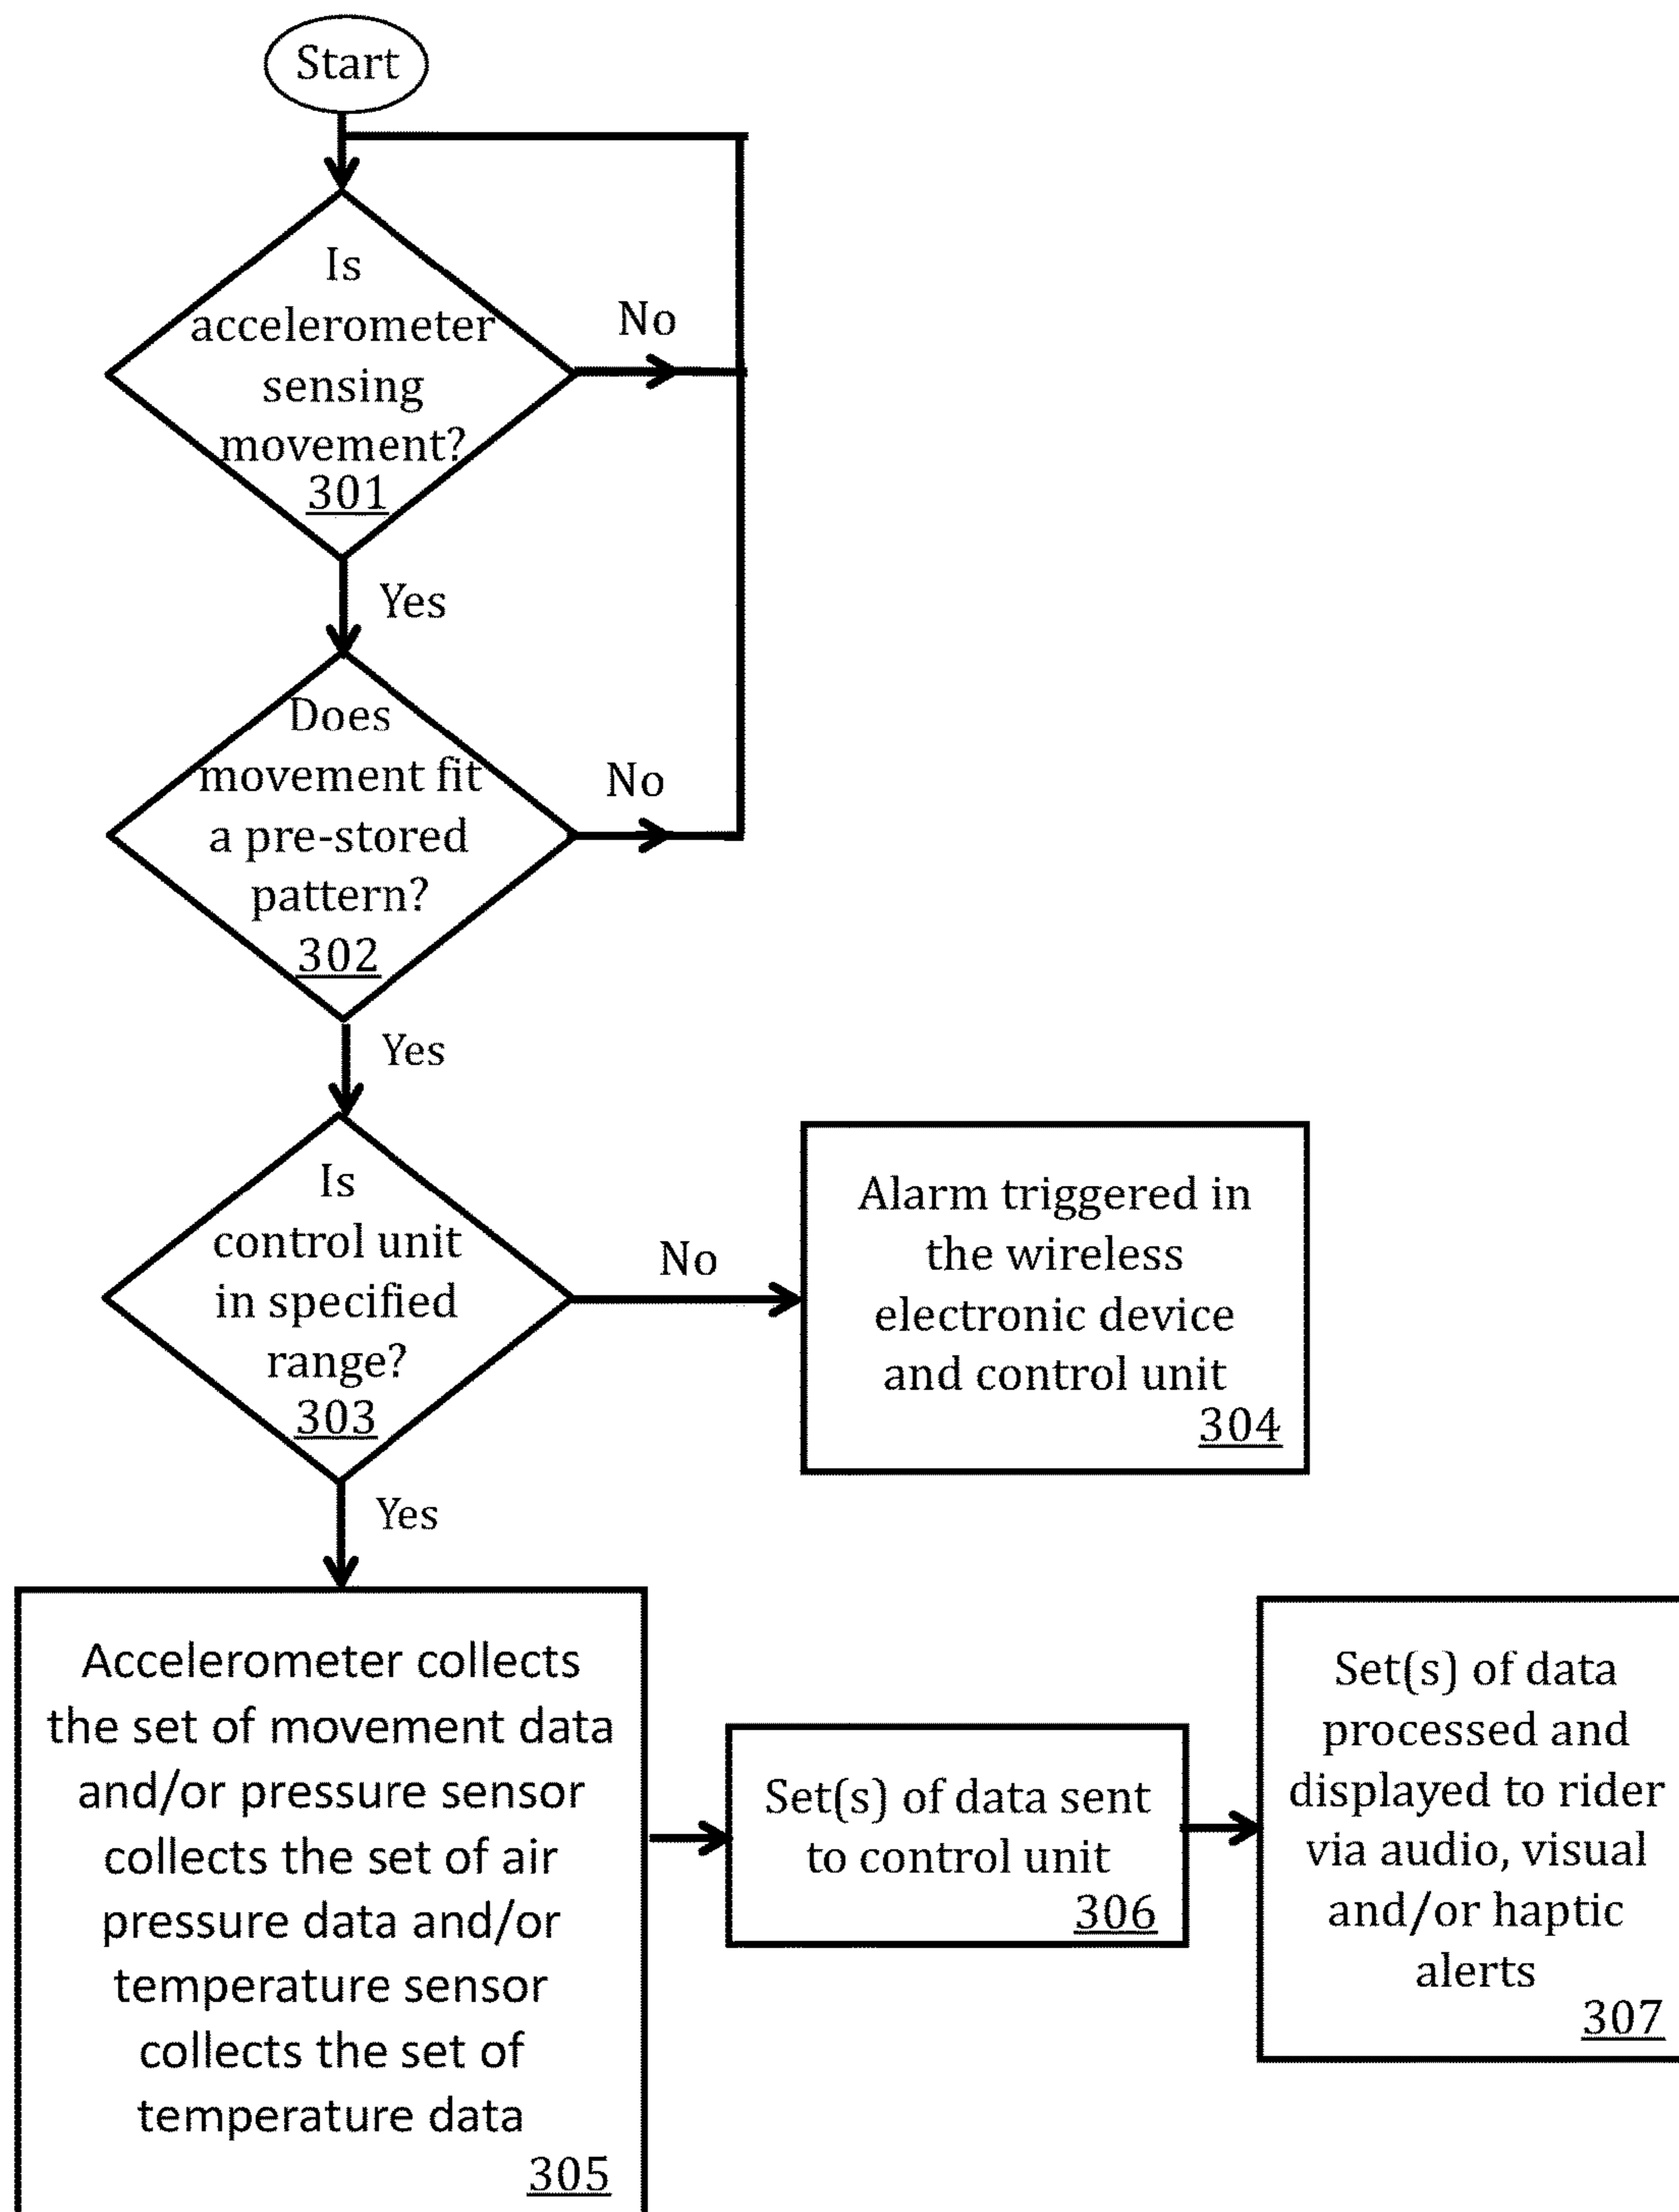 Start
Is
accelerometer
sensing
movement?
301
No
Yes
Does
movement fit
a pre-stored
pattern?
302
No
Yes
Is
control unit
in specified
range?
303
No
Alarm triggered in
the wireless
electronic device
and control unit
304
Yes
Accelerometer collects
the set of movement data
and/or pressure sensor
collects the set of air
pressure data and/or
temperature sensor
collects the set of
temperature data
305
Set(s) of data sent
to control unit
306
Set(s) of data
processed and
displayed to rider
via audio, visual
and/or haptic
alerts
307